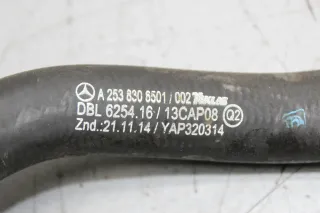 A 253 830 6501 / 002
DBL 6254.16 / 13CAP08 Q2
Znd.: 21.11.14 / YAP320314